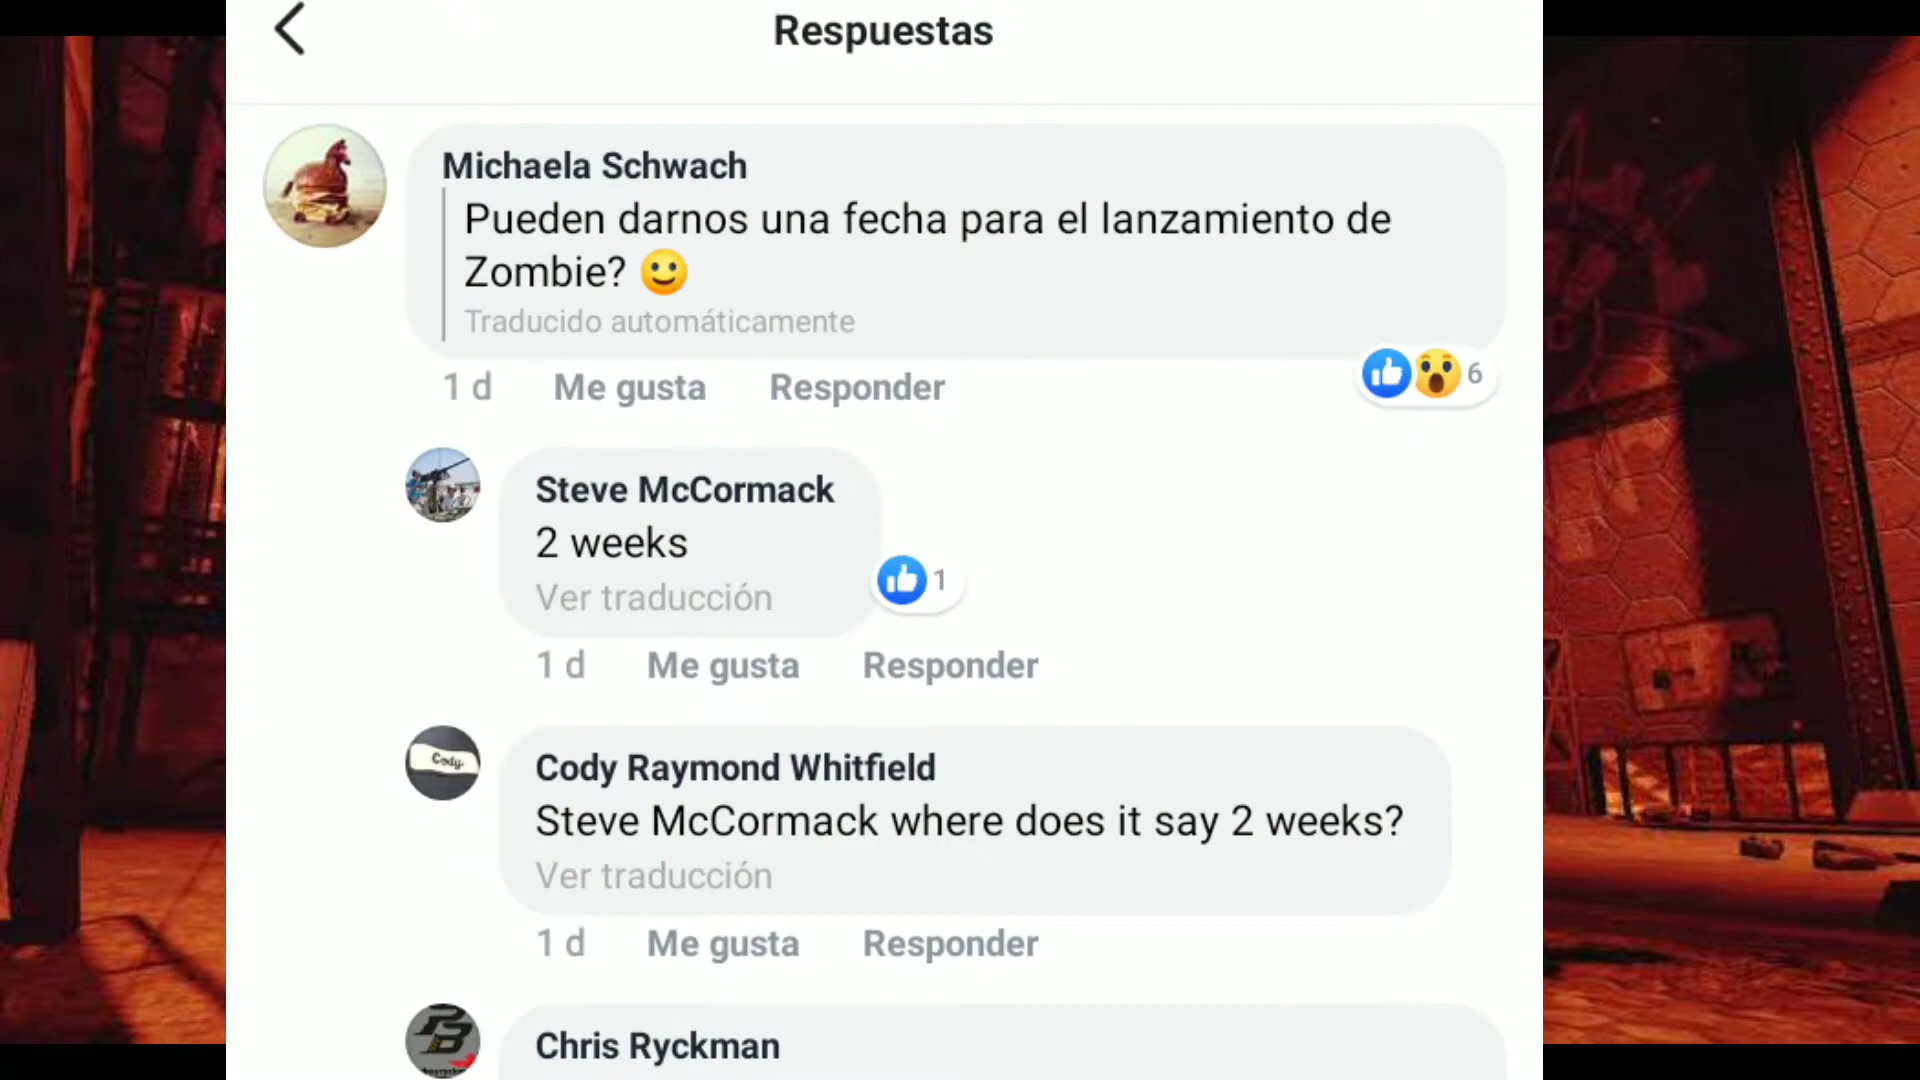 Respuestas
Michaela Schwach
Pueden darnos una fecha para el lanzamiento de
Zombie? 🙂
Traducido automáticamente
1 d Me gusta Responder
6
Steve McCormack
2 weeks
Ver traducción
1
1 d Me gusta Responder
Cody.
Cody Raymond Whitfield
Steve McCormack where does it say 2 weeks?
Ver traducción
1 d Me gusta Responder
Chris Ryckman